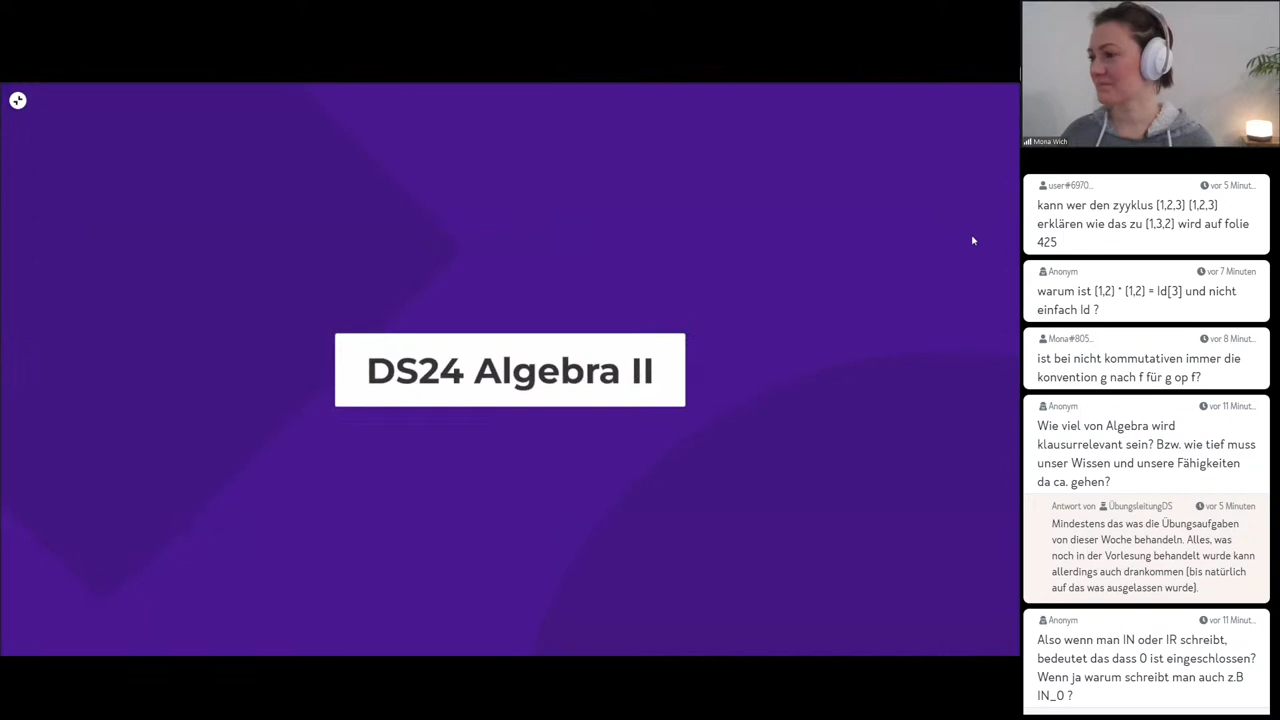 DS24 Algebra II
Mona Wich
user#6970...
vor 5 Minut...
kann wer den zyyklus [1,2,3] [1,2,3]
erklären wie das zu [1,3,2] wird auf folie
425
Anonym
vor 7 Minuten
warum ist [1,2] * [1,2] = Id[3] und nicht
einfach Id ?
Mona#805...
vor 8 Minut...
ist bei nicht kommutativen immer die
konvention g nach f für g op f?
Anonym
vor 11 Minut...
Wie viel von Algebra wird
klausurrelevant sein? Bzw. wie tief muss
unser Wissen und unsere Fähigkeiten
da ca. gehen?
Antwort von ÜbungsleitungDS
vor 5 Minuten
Mindestens das was die Übungsaufgaben
von dieser Woche behandeln. Alles, was
noch in der Vorlesung behandelt wurde kann
allerdings auch drankommen [bis natürlich
auf das was ausgelassen wurde].
Anonym
vor 11 Minut...
Also wenn man IN oder IR schreibt,
bedeutet das dass 0 ist eingeschlossen?
Wenn ja warum schreibt man auch z.B
IN_0 ?